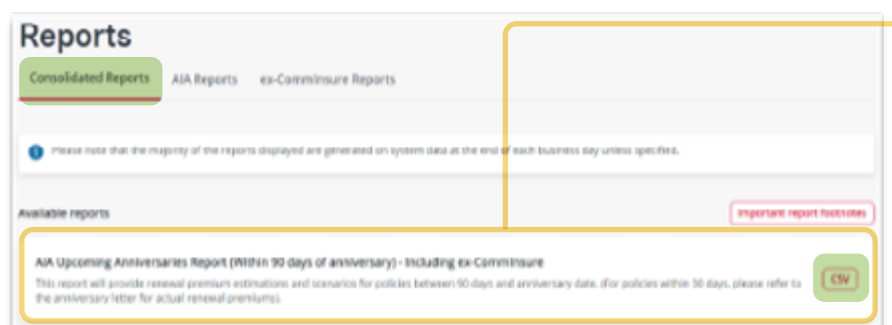 Reports
Consolidated Reports AIA Reports ex-CommInsure Reports
Please note that the majority of the reports displayed are generated on system data at the end of each business day unless specified.
Available reports
Important report footnotes
AIA Upcoming Anniversaries Report (Within 90 days of anniversary) - Including ex-CommInsure
CSV
This report will provide renewal premium estimations and scenarios for policies between 90 days and anniversary date. (For policies within 30 days, please refer to
the anniversary letter for actual renewal premiums).